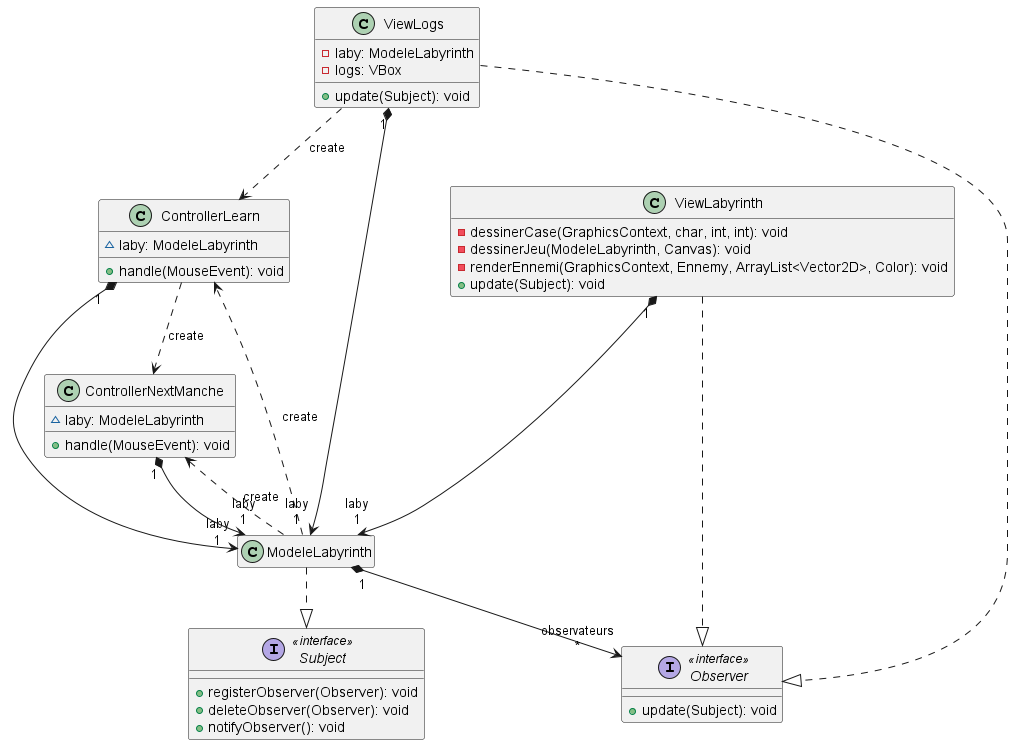 C ViewLogs
laby: ModeleLabyrinth
logs: VBox
update(Subject): void
1
create
C ControllerLearn
laby: ModeleLabyrinth
handle(MouseEvent): void
1
C ViewLabyrinth
dessinerCase(GraphicsContext, char, int, int): void
dessinerJeu(ModeleLabyrinth, Canvas): void
renderEnnemi(GraphicsContext, Ennemy, ArrayList<Vector2D>, Color): void
update(Subject): void
1
create
C ControllerNextManche
laby: ModeleLabyrinth
handle(MouseEvent): void
1
create
create
laby
1
laby
1
laby
1
laby
1
C ModeleLabyrinth
1
observateurs
*
I «interface»
Subject
registerObserver(Observer): void
deleteObserver(Observer): void
notifyObserver(): void
I «interface»
Observer
update(Subject): void